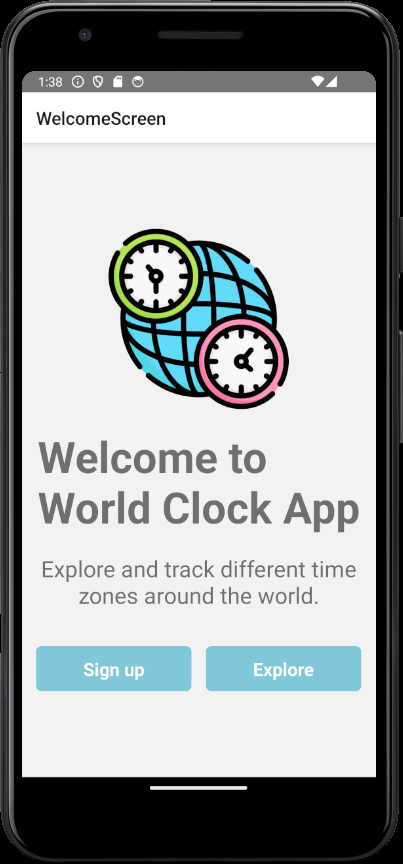 1:38
WelcomeScreen
Welcome to
World Clock App
Explore and track different time
zones around the world.
Sign up
Explore